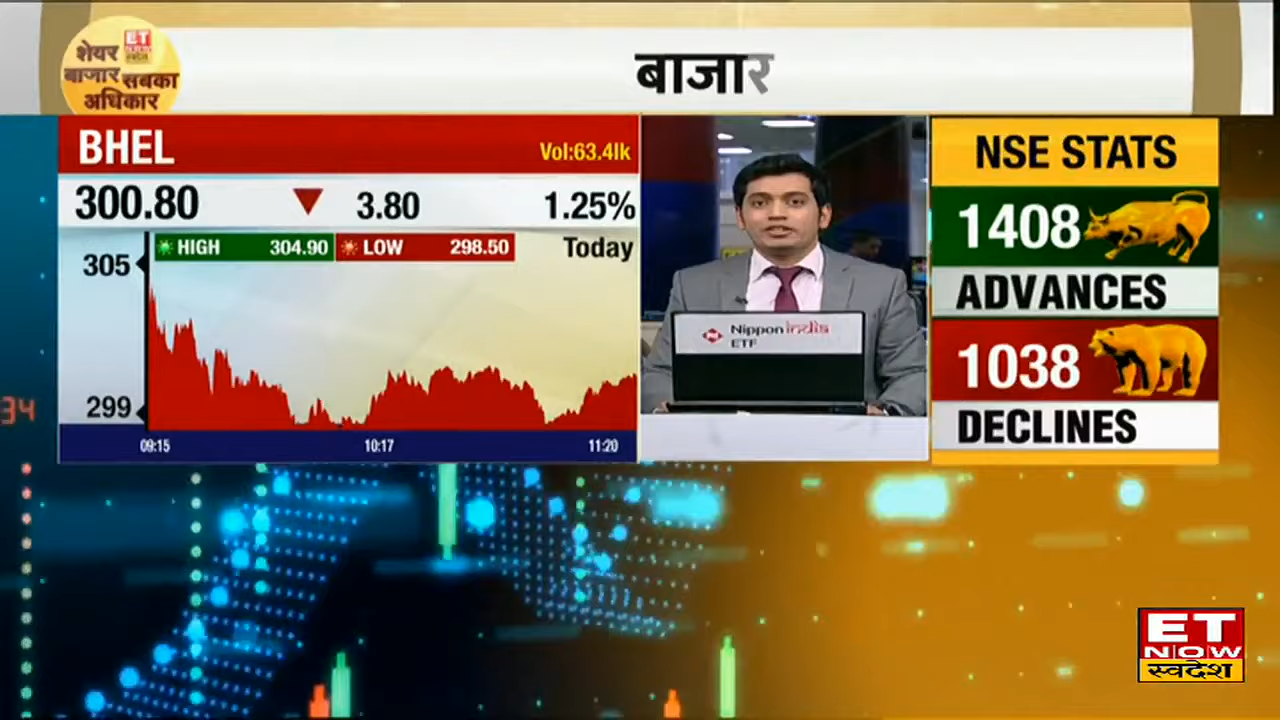 शेयर
ET
NOW
स्वदेश
बाजार सबका
अधिकार
बाजार
BHEL
Vol:63.4lk
300.80 3.80 1.25%
HIGH 304.90 LOW 298.50 Today
305
299
09:15 10:17 11:20
Nippon india
ETF
NSE STATS
1408
ADVANCES
1038
DECLINES
34
ET
NOW
स्वदेश